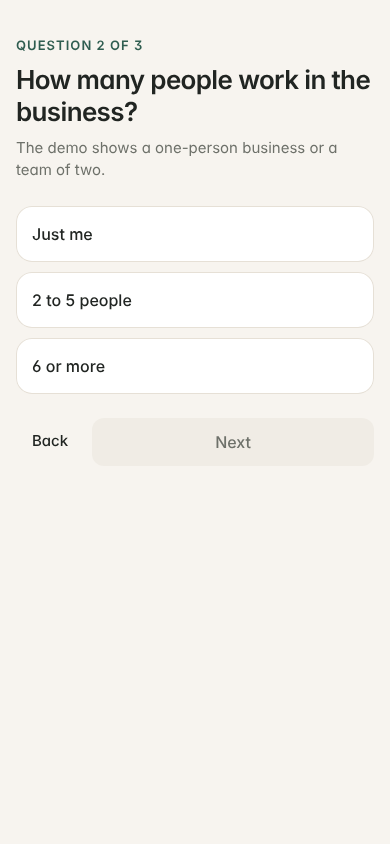 QUESTION 2 OF 3
How many people work in the
business?
The demo shows a one-person business or a
team of two.
Just me
2 to 5 people
6 or more
Back
Next